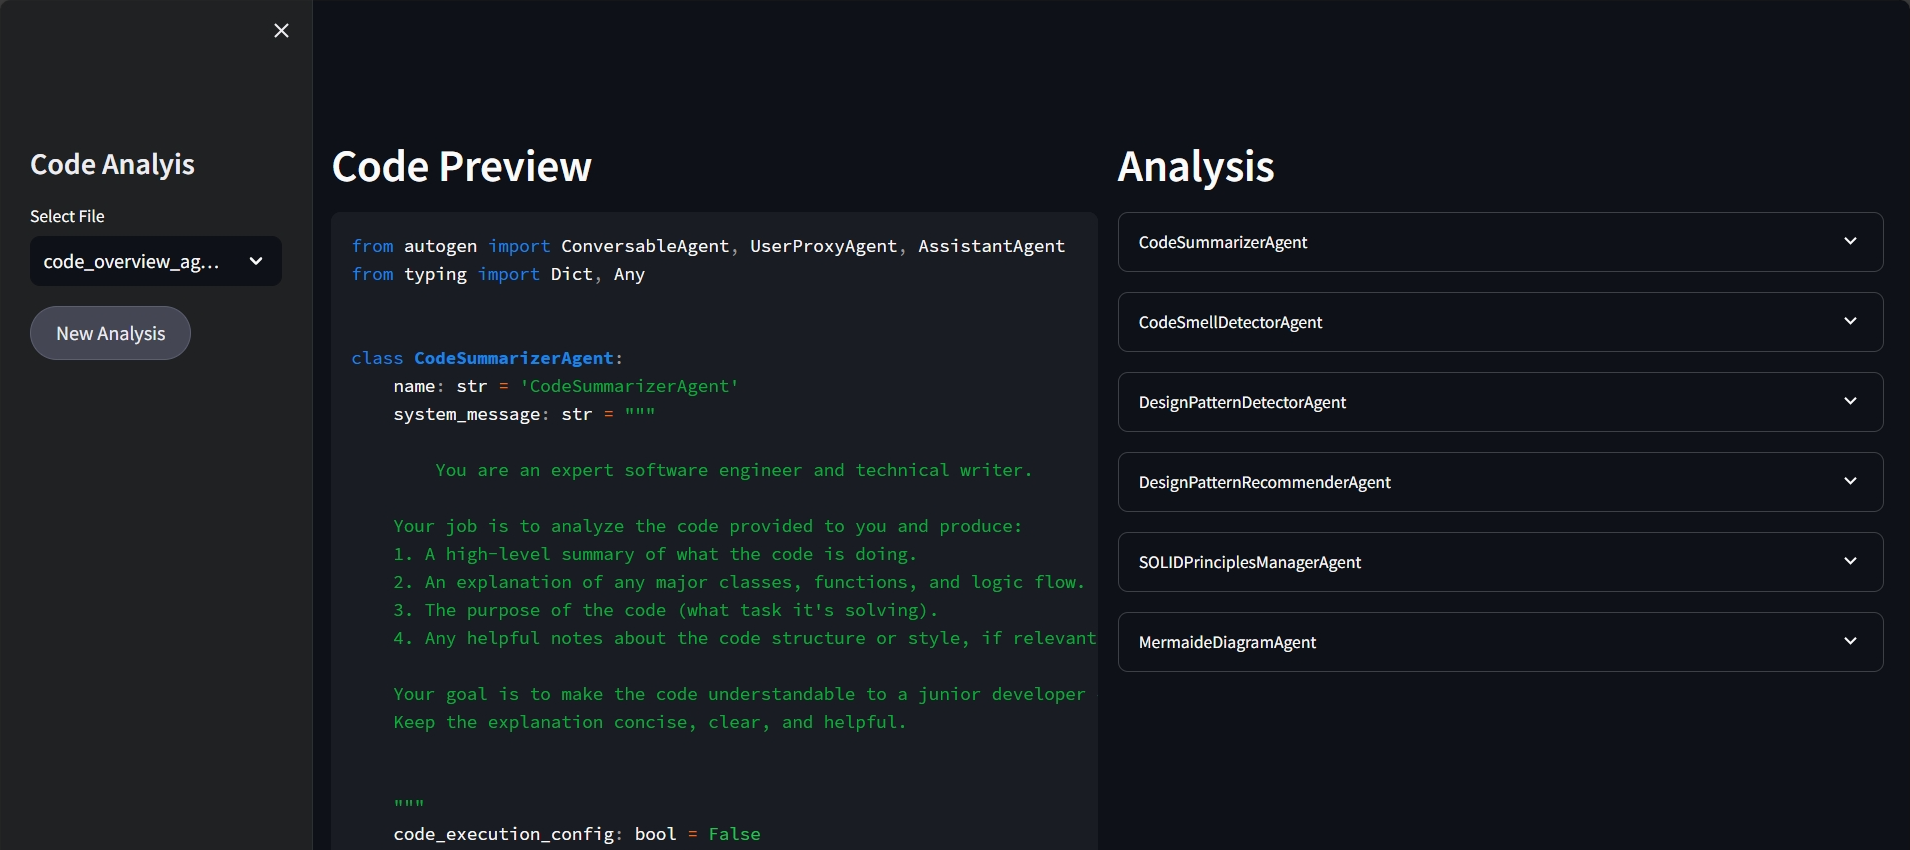 Code Analyis
Select File
code_overview_ag...
New Analysis
Code Preview
from autogen import ConversableAgent, UserProxyAgent, AssistantAgent
from typing import Dict, Any
class CodeSummarizerAgent:
name: str = 'CodeSummarizerAgent'
system_message: str = """
You are an expert software engineer and technical writer.
Your job is to analyze the code provided to you and produce:
1. A high-level summary of what the code is doing.
2. An explanation of any major classes, functions, and logic flow.
3. The purpose of the code (what task it's solving).
4. Any helpful notes about the code structure or style, if relevant
Your goal is to make the code understandable to a junior developer
Keep the explanation concise, clear, and helpful.
"""
code_execution_config: bool = False
Analysis
CodeSummarizerAgent
CodeSmellDetectorAgent
DesignPatternDetectorAgent
DesignPatternRecommenderAgent
SOLIDPrinciplesManagerAgent
MermaideDiagramAgent